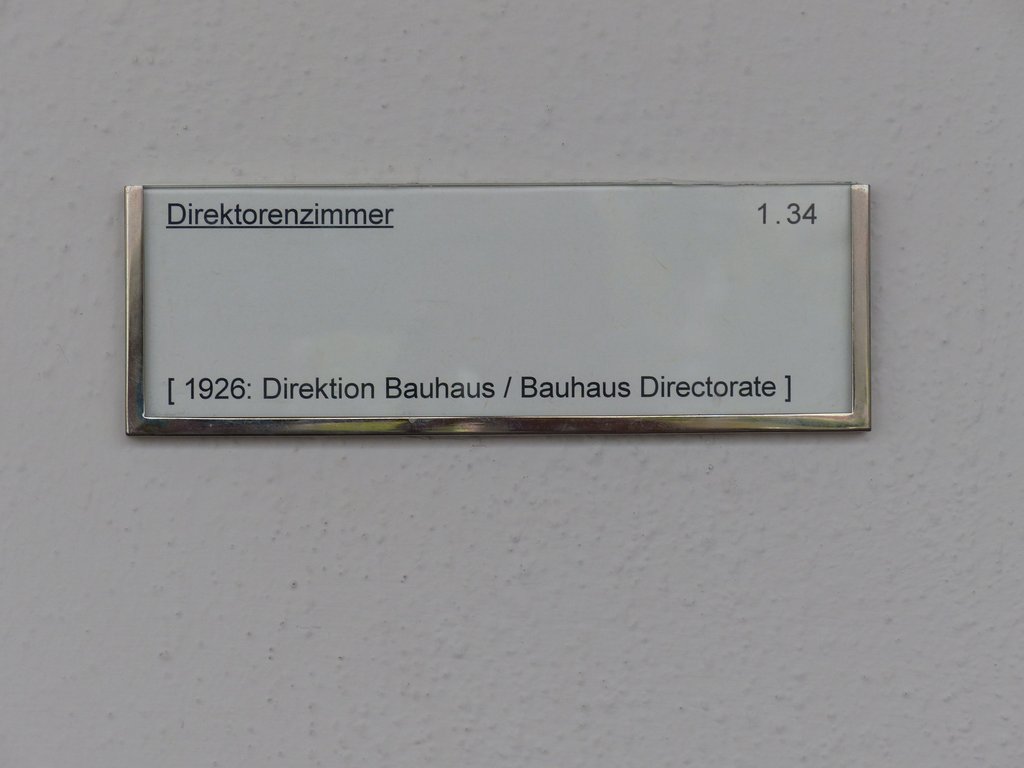 Direktorenzimmer 1.34
[ 1926: Direktion Bauhaus / Bauhaus Directorate ]